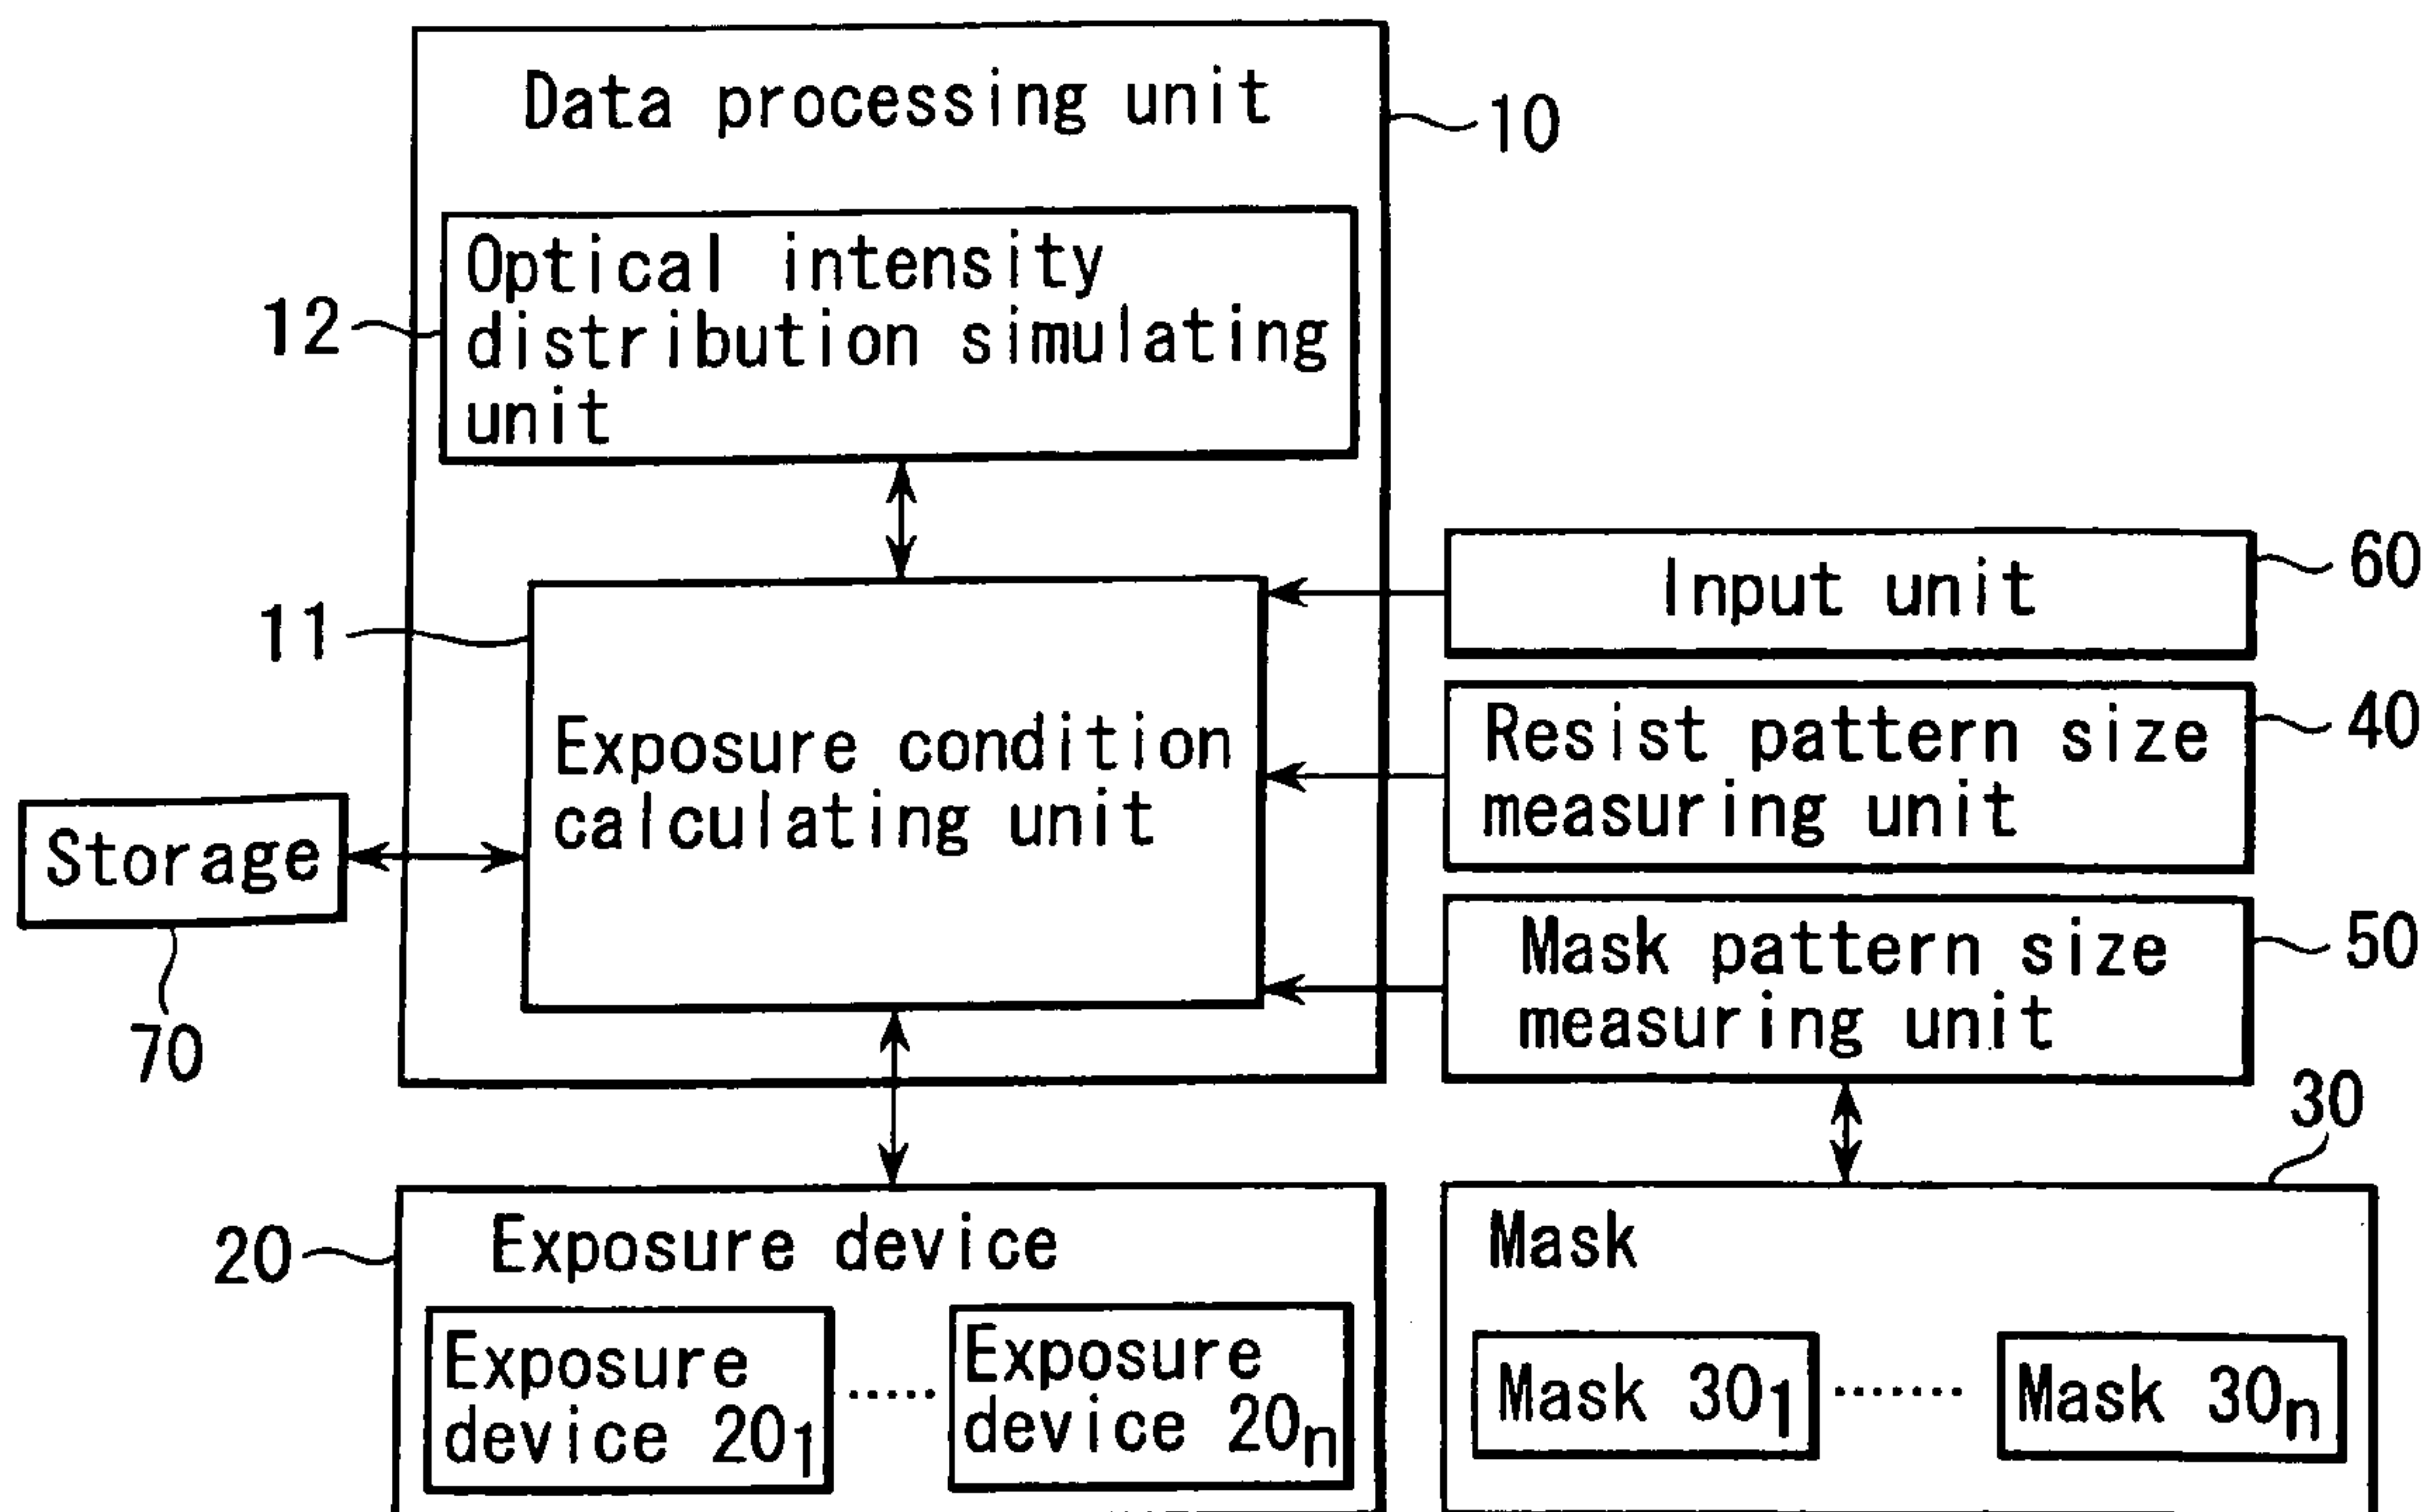 Data processing unit
10
Optical intensity
distribution simulating
unit
12
Input unit
60
11
Exposure condition
calculating unit
Resist pattern size
measuring unit
40
Storage
70
Mask pattern size
measuring unit
50
30
20
Exposure device
Exposure
device 20₁
.....
Exposure
device 20ₙ
Mask
Mask 30₁
.......
Mask 30ₙ